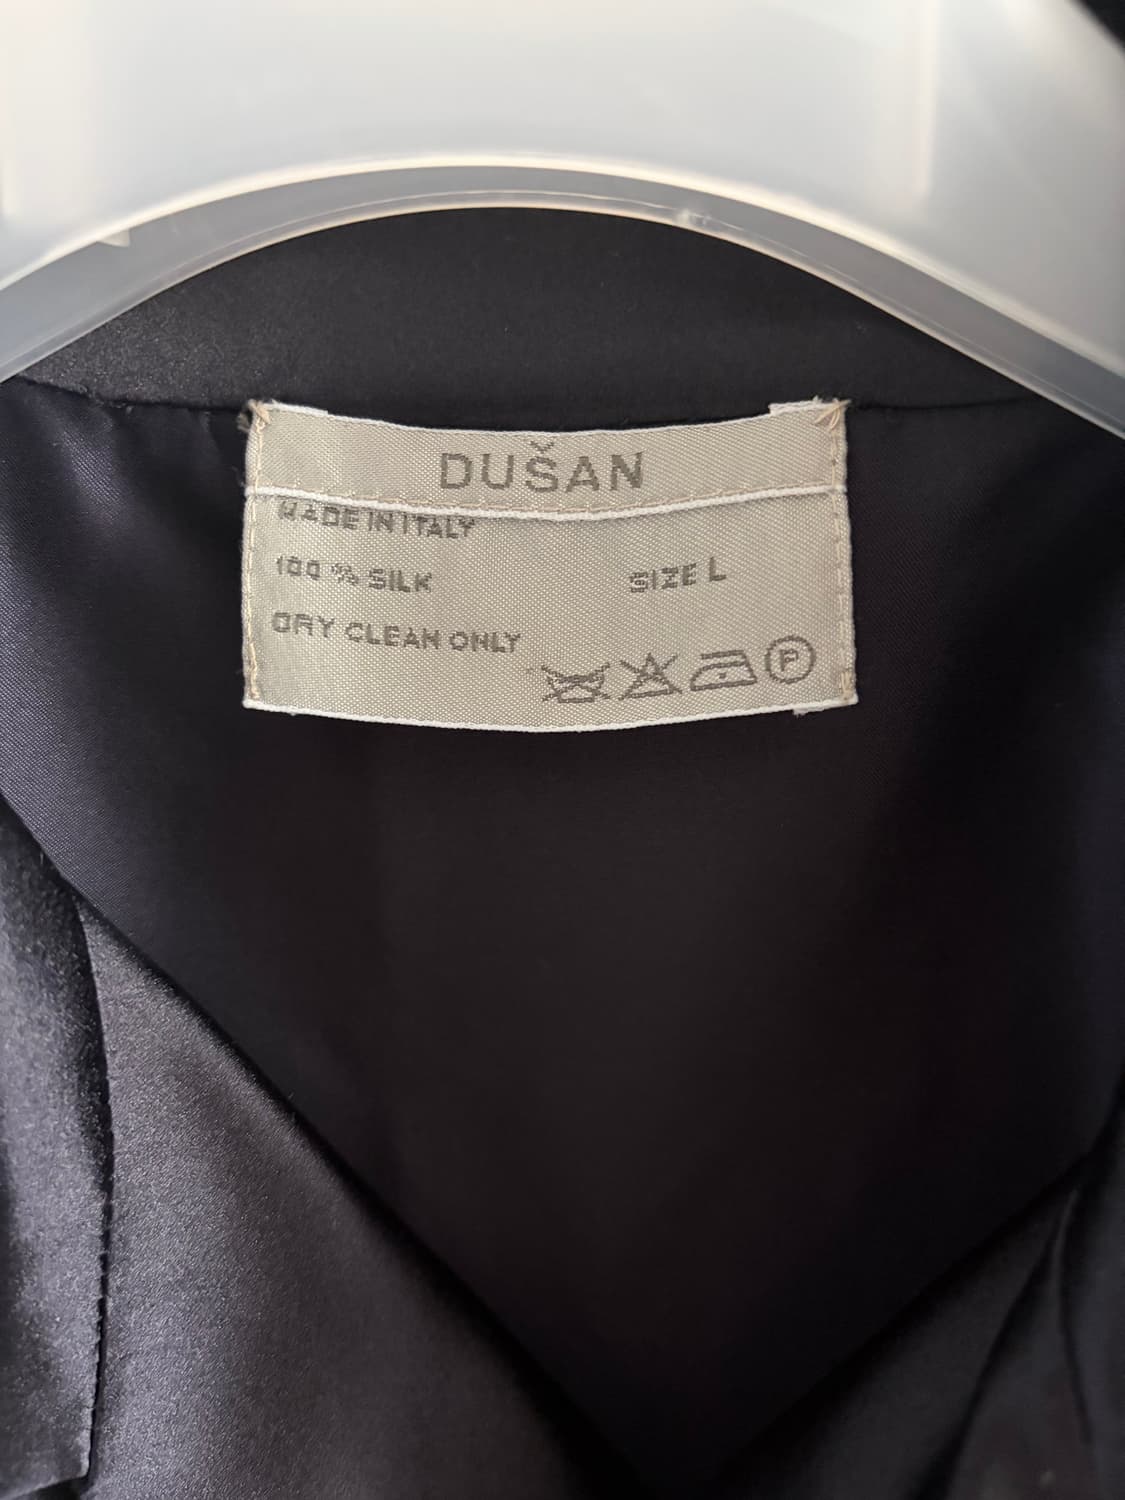 DUŠAN
MADE IN ITALY
100 % SILK SIZE L
DRY CLEAN ONLY
P